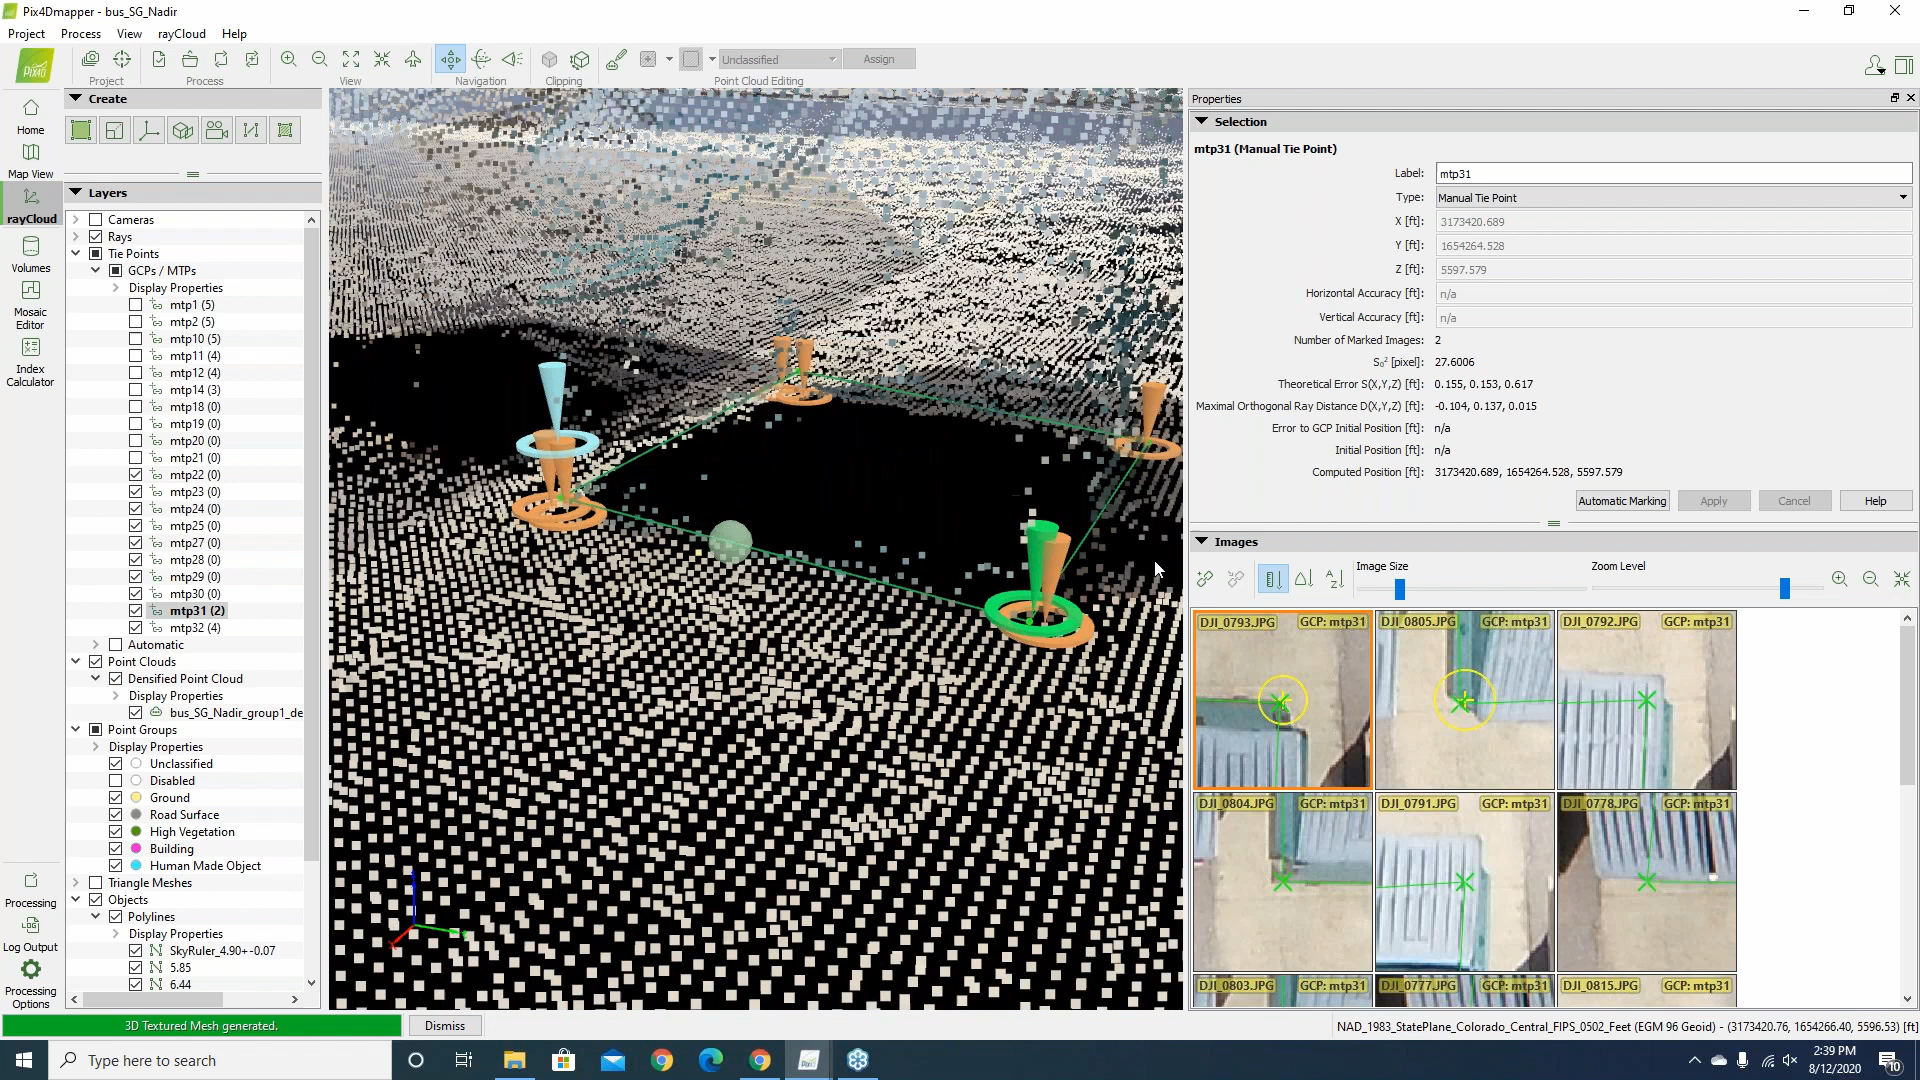 Pix4Dmapper - bus_SG_Nadir
Project Process View rayCloud Help
Pix4D
Project Process View Navigation Clipping Point Cloud Editing
Unclassified Assign
Home
Map View
rayCloud
Volumes
Mosaic Editor
Index Calculator
Processing
Log Output
Processing Options
Create
Layers
Cameras
Rays
Tie Points
GCPs / MTPs
Display Properties
mtp1 (5)
mtp2 (5)
mtp10 (5)
mtp11 (4)
mtp12 (4)
mtp14 (3)
mtp18 (0)
mtp19 (0)
mtp20 (0)
mtp21 (0)
mtp22 (0)
mtp23 (0)
mtp24 (0)
mtp25 (0)
mtp27 (0)
mtp28 (0)
mtp29 (0)
mtp30 (0)
mtp31 (2)
mtp32 (4)
Automatic
Point Clouds
Densified Point Cloud
Display Properties
bus_SG_Nadir_group1_de
Point Groups
Display Properties
Unclassified
Disabled
Ground
Road Surface
High Vegetation
Building
Human Made Object
Triangle Meshes
Objects
Polylines
Display Properties
SkyRuler_4.90+-0.07
5.85
6.44
Properties
Selection
mtp31 (Manual Tie Point)
Label: mtp31
Type: Manual Tie Point
X [ft]: 3173420.689
Y [ft]: 1654264.528
Z [ft]: 5597.579
Horizontal Accuracy [ft]: n/a
Vertical Accuracy [ft]: n/a
Number of Marked Images: 2
S₀² [pixel]: 27.6006
Theoretical Error S(X,Y,Z) [ft]: 0.155, 0.153, 0.617
Maximal Orthogonal Ray Distance D(X,Y,Z) [ft]: -0.104, 0.137, 0.015
Error to GCP Initial Position [ft]: n/a
Initial Position [ft]: n/a
Computed Position [ft]: 3173420.689, 1654264.528, 5597.579
Automatic Marking Apply Cancel Help
Images
Image Size Zoom Level
DJI_0793.JPG GCP: mtp31 DJI_0805.JPG GCP: mtp31 DJI_0792.JPG GCP: mtp31
DJI_0804.JPG GCP: mtp31 DJI_0791.JPG GCP: mtp31 DJI_0778.JPG GCP: mtp31
DJI_0803.JPG GCP: mtp31 DJI_0777.JPG GCP: mtp31 DJI_0815.JPG GCP: mtp31
3D Textured Mesh generated. Dismiss
NAD_1983_StatePlane_Colorado_Central_FIPS_0502_Feet (EGM 96 Geoid) - (3173420.76, 1654266.40, 5596.53) [ft]
Type here to search
2:39 PM
8/12/2020
10